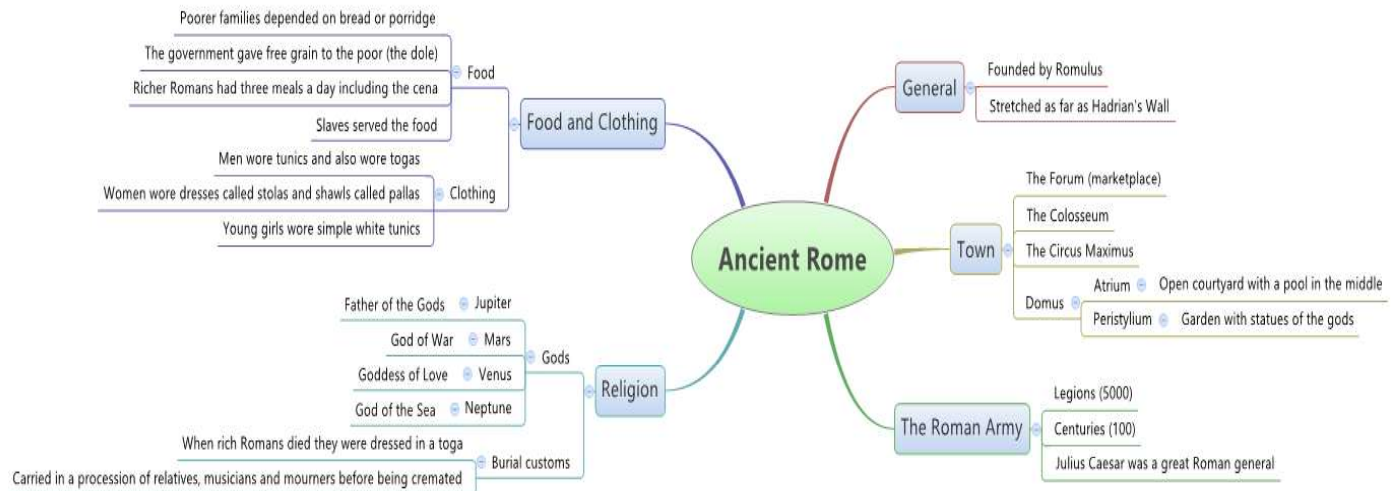 Ancient Rome
General
Founded by Romulus
Stretched as far as Hadrian's Wall
Town
The Forum (marketplace)
The Colosseum
The Circus Maximus
Domus
Atrium
Open courtyard with a pool in the middle
Peristylium
Garden with statues of the gods
The Roman Army
Legions (5000)
Centuries (100)
Julius Caesar was a great Roman general
Food and Clothing
Food
Poorer families depended on bread or porridge
The government gave free grain to the poor (the dole)
Richer Romans had three meals a day including the cena
Slaves served the food
Clothing
Men wore tunics and also wore togas
Women wore dresses called stolas and shawls called pallas
Young girls wore simple white tunics
Religion
Gods
Jupiter
Father of the Gods
Mars
God of War
Venus
Goddess of Love
Neptune
God of the Sea
Burial customs
When rich Romans died they were dressed in a toga
Carried in a procession of relatives, musicians and mourners before being cremated